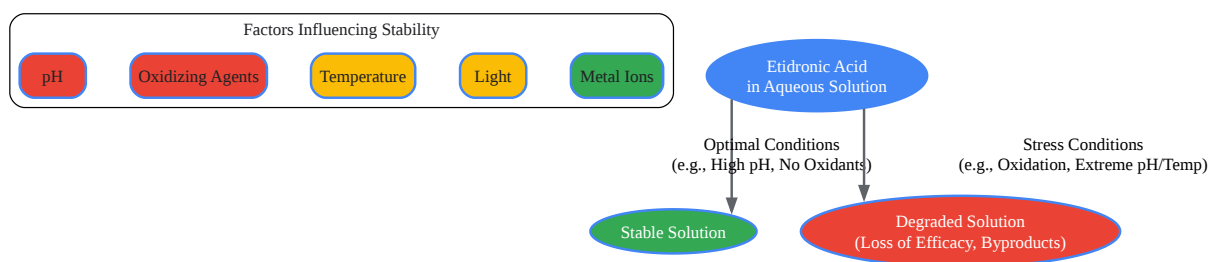 Factors Influencing Stability
pH
Oxidizing Agents
Temperature
Light
Metal Ions
Etidronic Acid
in Aqueous Solution
Optimal Conditions
(e.g., High pH, No Oxidants)
Stress Conditions
(e.g., Oxidation, Extreme pH/Temp)
Stable Solution
Degraded Solution
(Loss of Efficacy, Byproducts)